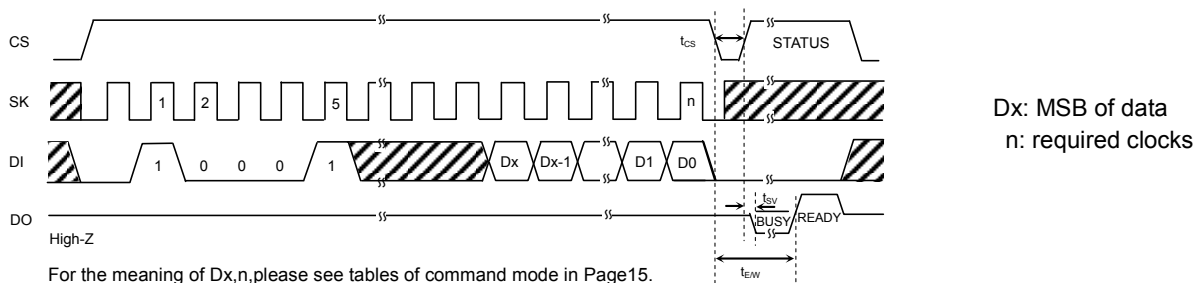 CS
tCS
STATUS
SK
1 2 5 n
Dx: MSB of data
n: required clocks
DI
1 0 0 0 1 Dx Dx-1 D1 D0
DO
tSV
BUSY
READY
High-Z
tE/W
For the meaning of Dx,n,please see tables of command mode in Page15.